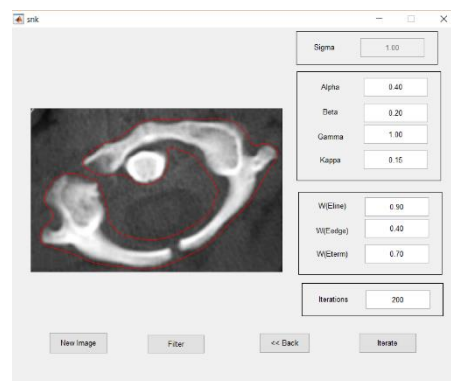 snk
Sigma 1.00
Alpha 0.40
Beta 0.20
Gamma 1.00
Kappa 0.15
W(Eline) 0.90
W(Eedge) 0.40
W(Eterm) 0.70
Iterations 200
New Image Filter << Back Iterate